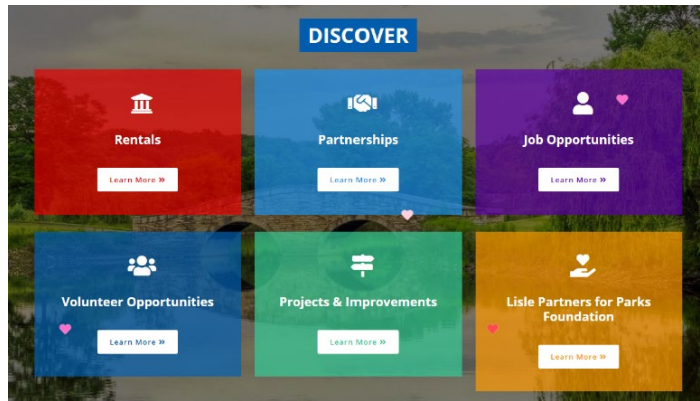 DISCOVER
Rentals
Partnerships
Job Opportunities
Learn More »
Learn More »
Learn More »
Volunteer Opportunities
Projects & Improvements
Lisle Partners for Parks
Foundation
Learn More »
Learn More »
Learn More »